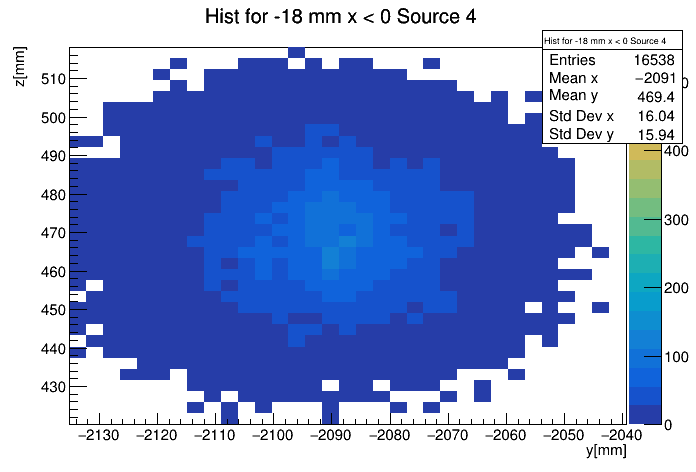 Hist for -18 mm x < 0 Source 4
Hist for -18 mm x < 0 Source 4
Entries 16538
Mean x −2091
Mean y 469.4
Std Dev x 16.04
Std Dev y 15.94
z[mm]
510
500
490
480
470
460
450
440
430
−2130 −2120 −2110 −2100 −2090 −2080 −2070 −2060 −2050 −2040
y[mm]
0
400
300
200
100
0